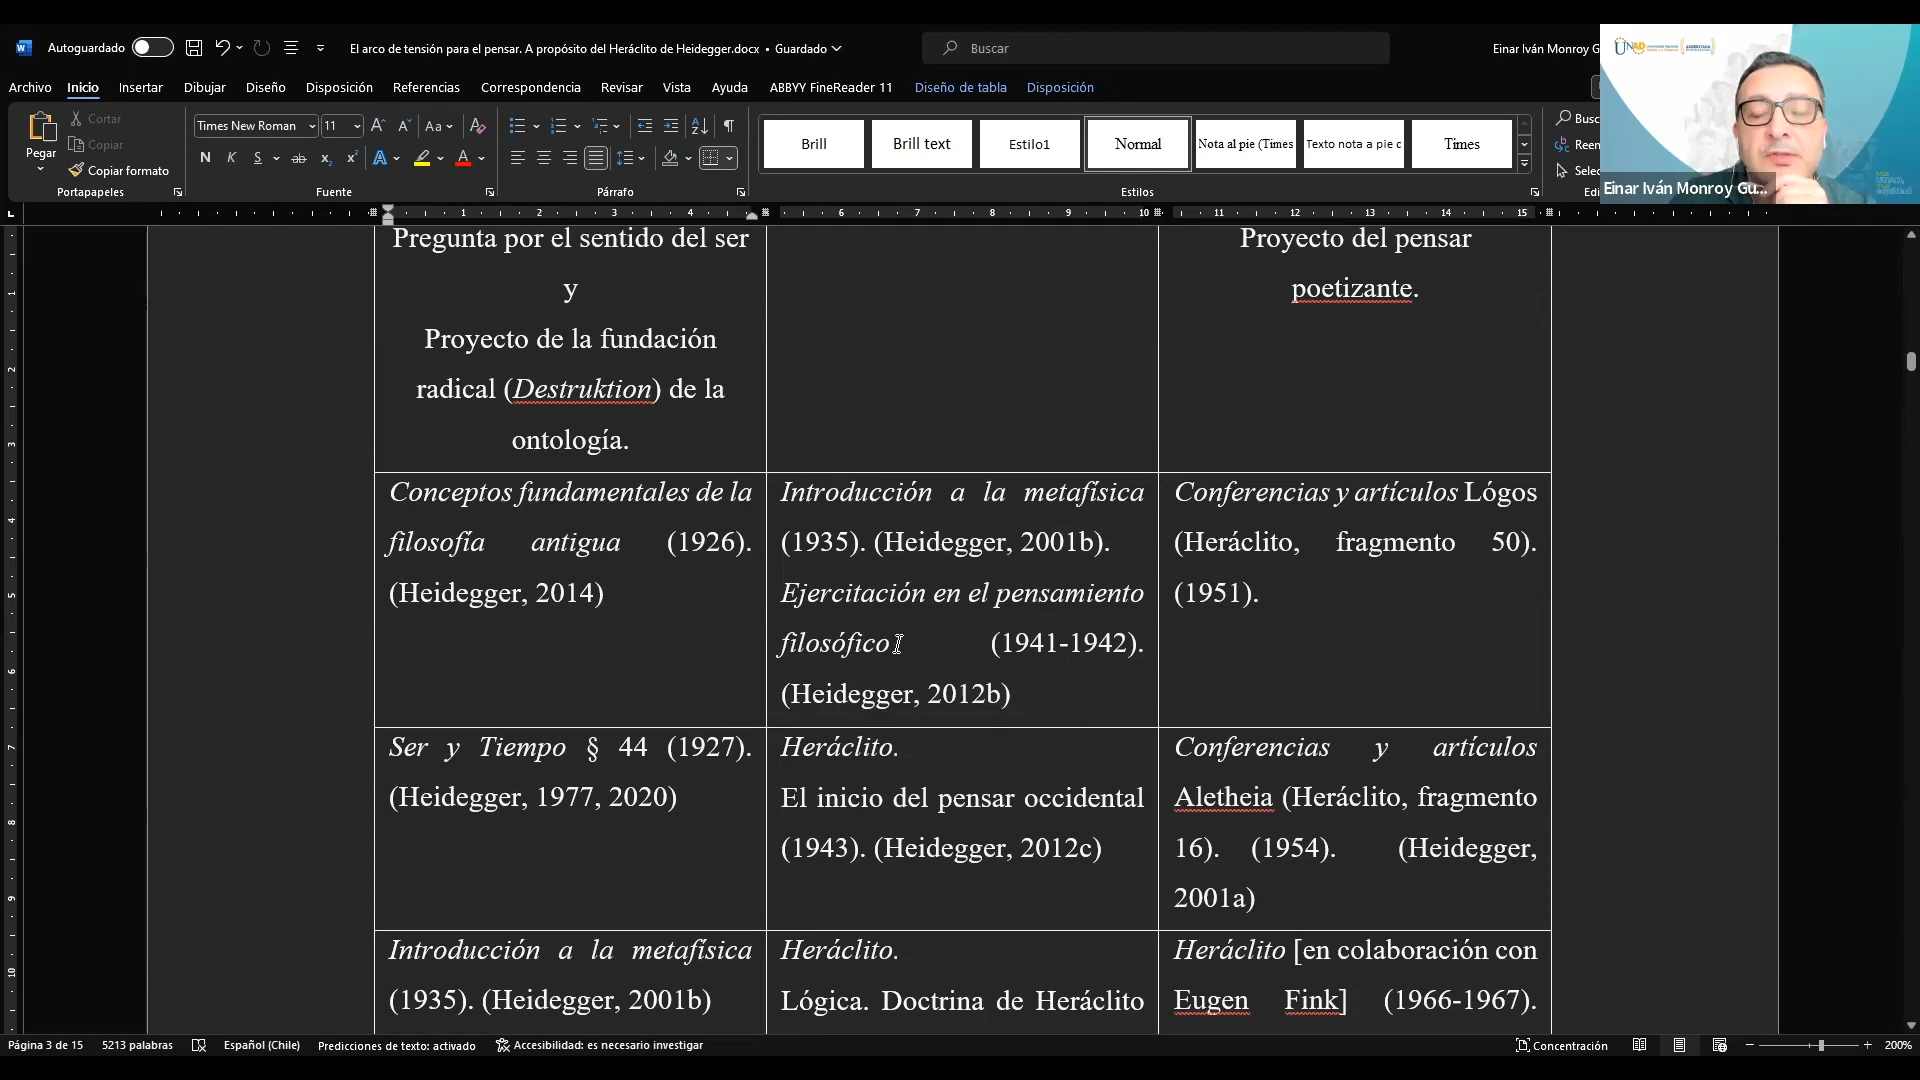 Autoguardado
El arco de tensión para el pensar. A propósito del Heráclito de Heidegger.docx • Guardado
Buscar
Einar Iván Monroy G
UNAD
Archivo Inicio Insertar Dibujar Diseño Disposición Referencias Correspondencia Revisar Vista Ayuda ABBYY FineReader 11 Diseño de tabla Disposición
Pegar
Cortar
Copiar
Copiar formato
Portapapeles
Times New Roman 11
Fuente
Párrafo
Brill
Brill text
Estilo1
Normal
Nota al pie (Times
Texto nota a pie c
Times
Estilos
Busc
Reen
Selec
Edi
Einar Iván Monroy Gu...
Pregunta por el sentido del ser
y
Proyecto de la fundación
radical (Destruktion) de la
ontología.
Proyecto del pensar
poetizante.
Conceptos fundamentales de la
filosofía antigua (1926).
(Heidegger, 2014)
Introducción a la metafísica
(1935). (Heidegger, 2001b).
Ejercitación en el pensamiento
filosófico (1941-1942).
(Heidegger, 2012b)
Conferencias y artículos Lógos
(Heráclito, fragmento 50).
(1951).
Ser y Tiempo § 44 (1927).
(Heidegger, 1977, 2020)
Heráclito.
El inicio del pensar occidental
(1943). (Heidegger, 2012c)
Conferencias y artículos
Aletheia (Heráclito, fragmento
16). (1954). (Heidegger,
2001a)
Introducción a la metafísica
(1935). (Heidegger, 2001b)
Heráclito.
Lógica. Doctrina de Heráclito
Heráclito [en colaboración con
Eugen Fink] (1966-1967).
Página 3 de 15 5213 palabras Español (Chile) Predicciones de texto: activado Accesibilidad: es necesario investigar Concentración 200%